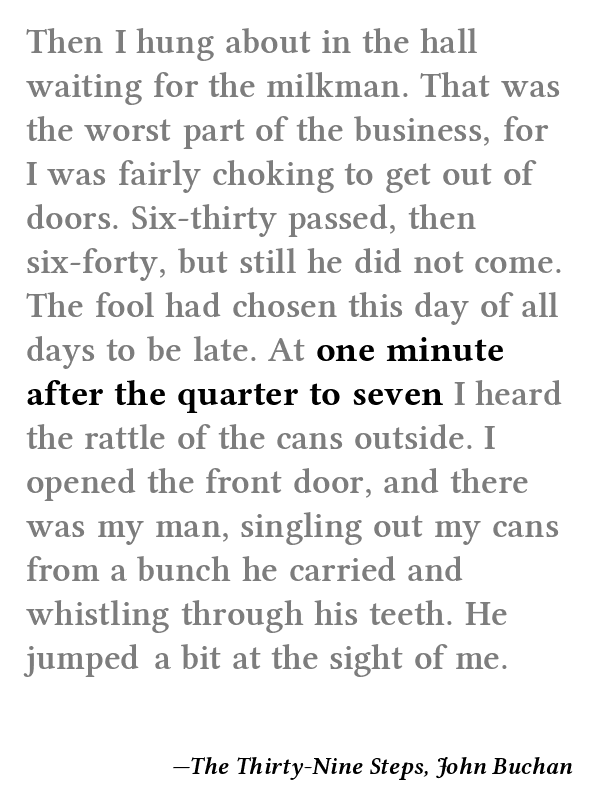 Then I hung about in the hall
waiting for the milkman. That was
the worst part of the business, for
I was fairly choking to get out of
doors. Six-thirty passed, then
six-forty, but still he did not come.
The fool had chosen this day of all
days to be late. At one minute
after the quarter to seven I heard
the rattle of the cans outside. I
opened the front door, and there
was my man, singling out my cans
from a bunch he carried and
whistling through his teeth. He
jumped a bit at the sight of me.
—The Thirty-Nine Steps, John Buchan